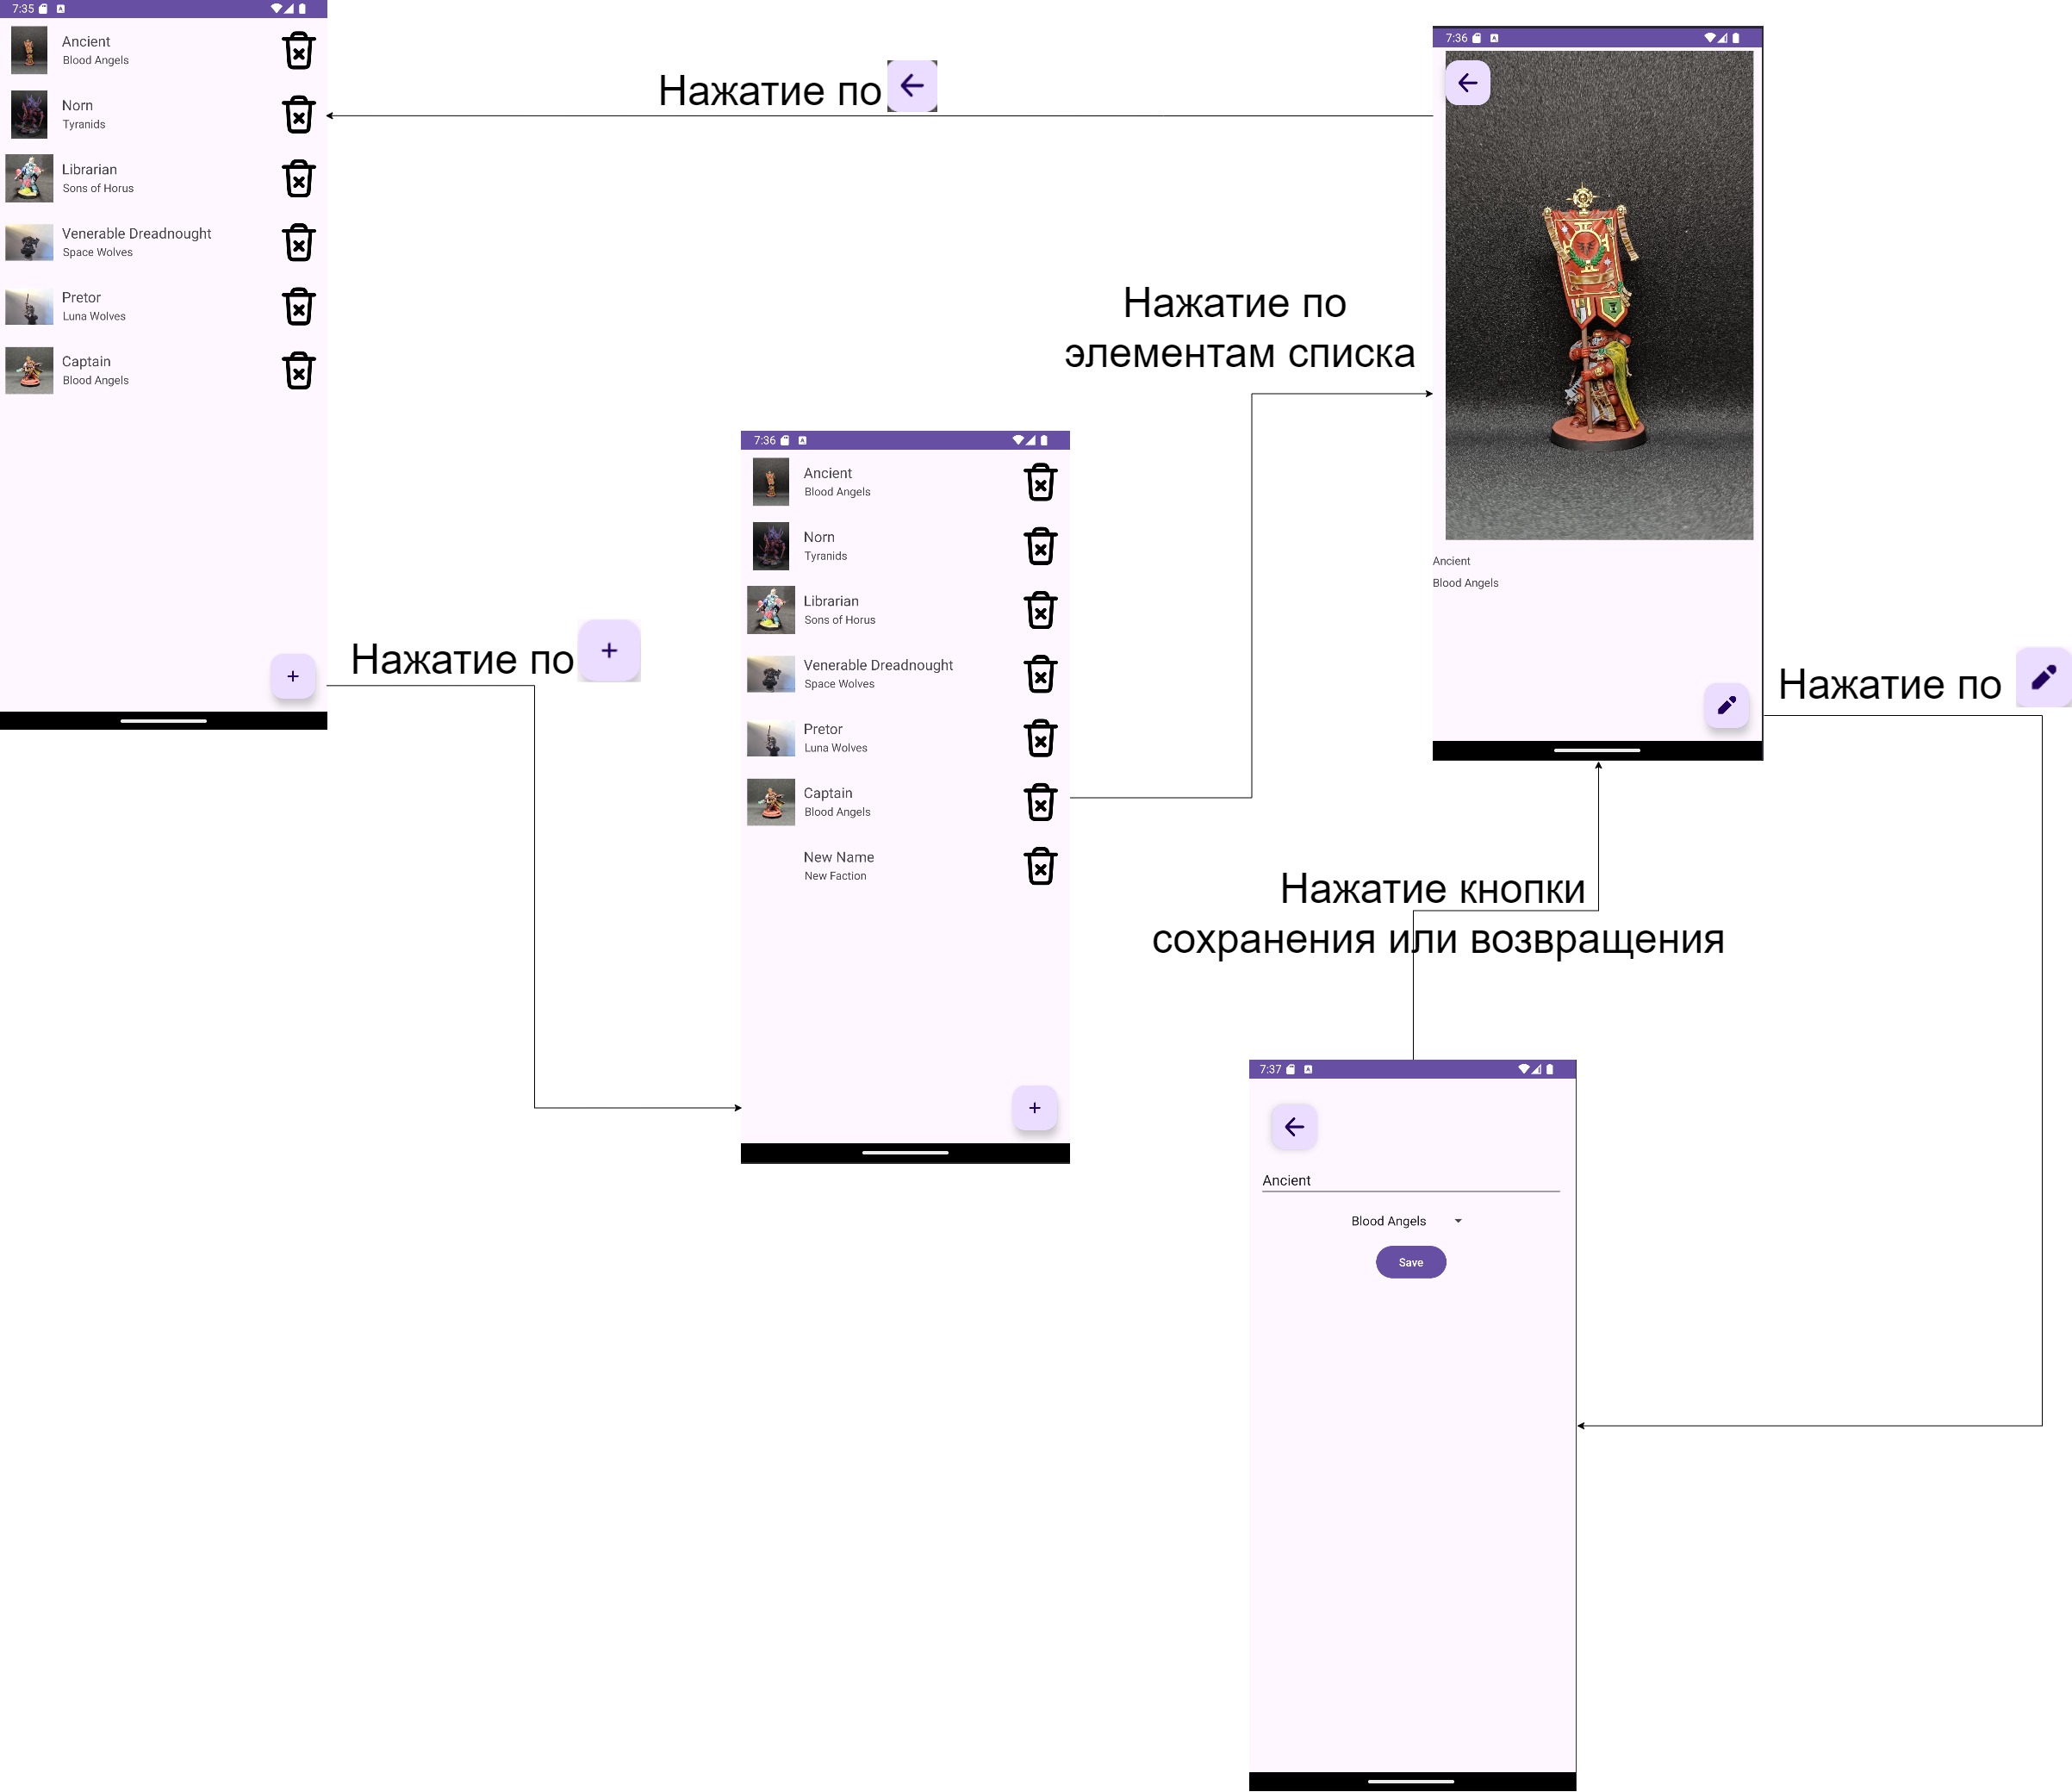 7:35
Ancient
Blood Angels
Norn
Tyranids
Librarian
Sons of Horus
Venerable Dreadnought
Space Wolves
Pretor
Luna Wolves
Captain
Blood Angels
+
Нажатие по
Нажатие по +
7:36
Ancient
Blood Angels
Norn
Tyranids
Librarian
Sons of Horus
Venerable Dreadnought
Space Wolves
Pretor
Luna Wolves
Captain
Blood Angels
New Name
New Faction
+
Нажатие по
элементам списка
7:36
Ancient
Blood Angels
Нажатие по
Нажатие кнопки
сохранения или возвращения
7:37
Ancient
Blood Angels
Save